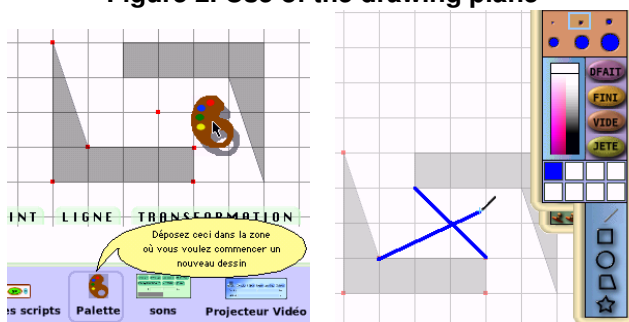 Figure 2. Use of the drawing plane
INT LIGNE TRANSFORMATION
Déposez ceci dans la zone
où vous voulez commencer un
nouveau dessin
es scripts Palette sons Projecteur Vidéo
DFAIT
FINI
VIDE
JETE